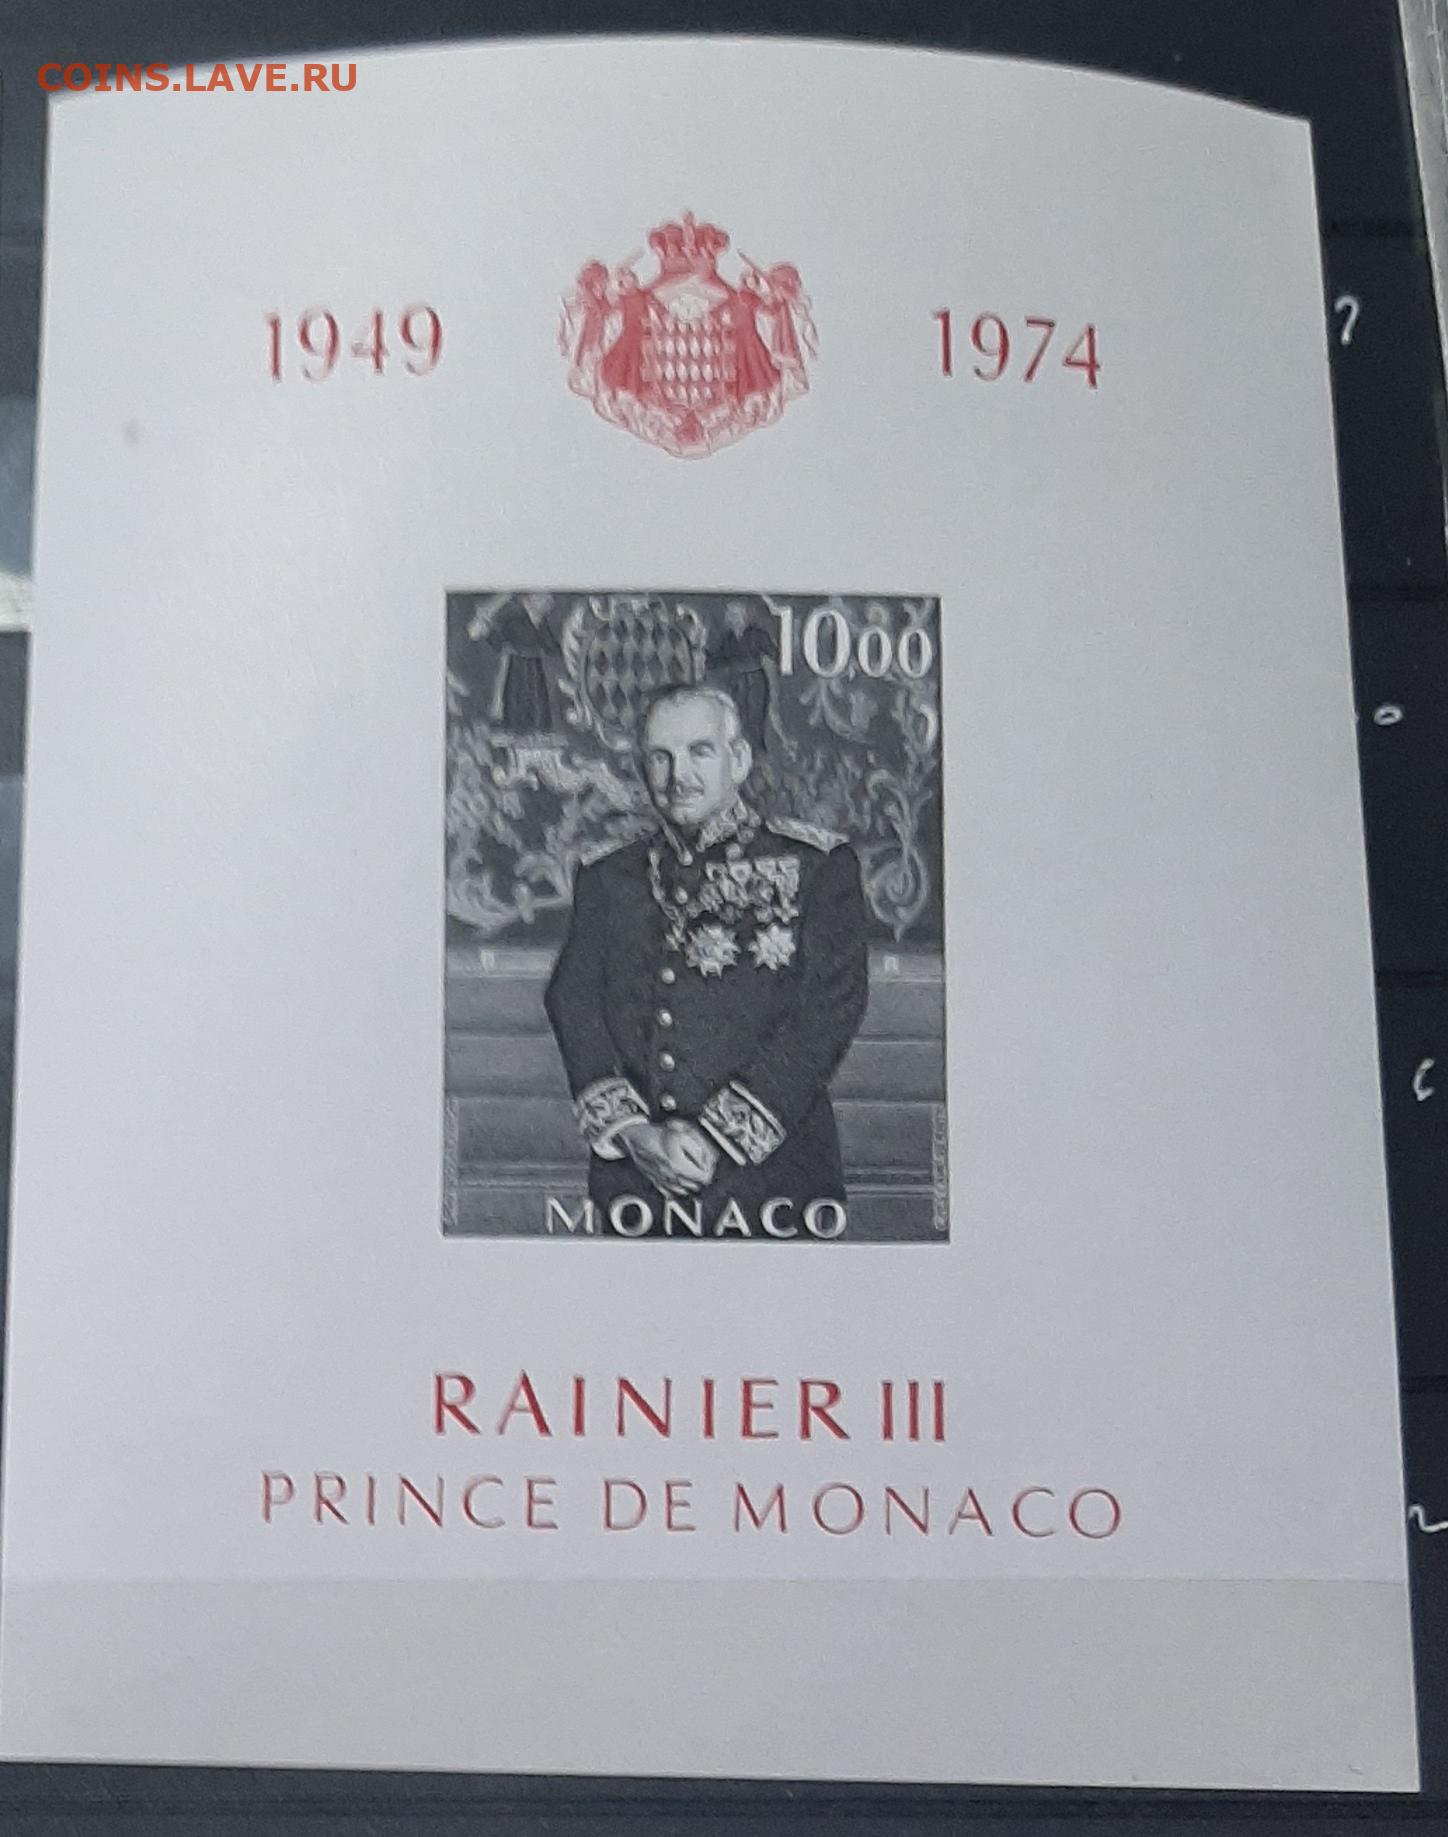 COINS.LAVE.RU
1949 1974
10,00
MONACO
RAINIER III
PRINCE DE MONACO